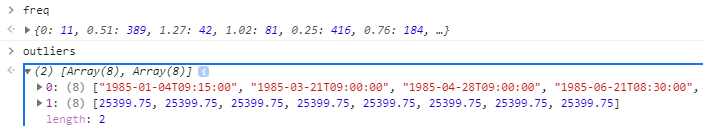 > freq
{0: 11, 0.51: 389, 1.27: 42, 1.02: 81, 0.25: 416, 0.76: 184, …}
> outliers
(2) [Array(8), Array(8)] i
0: (8) ["1985-01-04T09:15:00", "1985-03-21T09:00:00", "1985-04-28T09:00:00", "1985-06-21T08:30:00",
1: (8) [25399.75, 25399.75, 25399.75, 25399.75, 25399.75, 25399.75, 25399.75, 25399.75]
length: 2